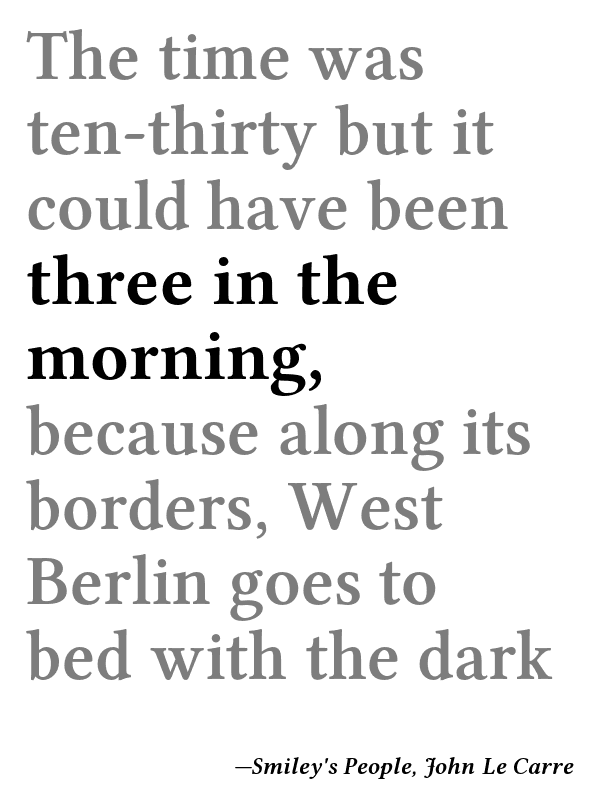 The time was
ten-thirty but it
could have been
three in the
morning,
because along its
borders, West
Berlin goes to
bed with the dark
—Smiley's People, John Le Carre